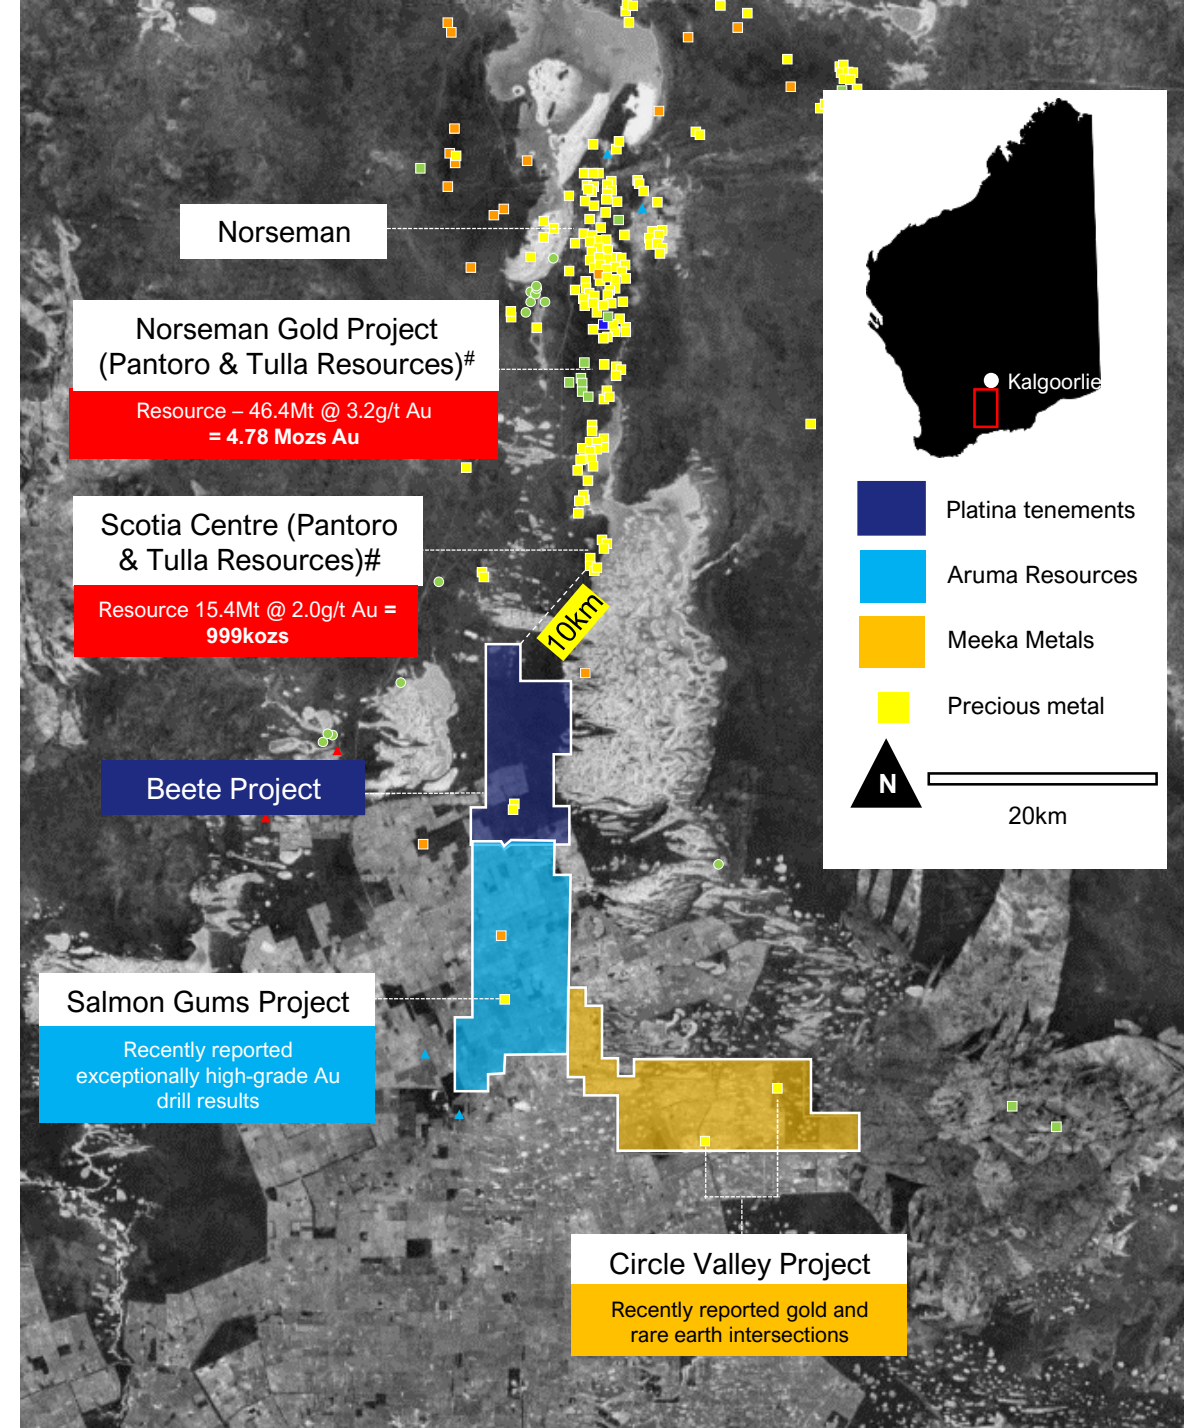 Norseman
Norseman Gold Project
(Pantoro & Tulla Resources)#
Resource – 46.4Mt @ 3.2g/t Au
= 4.78 Mozs Au
Scotia Centre (Pantoro
& Tulla Resources)#
Resource 15.4Mt @ 2.0g/t Au =
999kozs
10km
Beete Project
Salmon Gums Project
Recently reported
exceptionally high-grade Au
drill results
Circle Valley Project
Recently reported gold and
rare earth intersections
Kalgoorlie
Platina tenements
Aruma Resources
Meeka Metals
Precious metal
N
20km